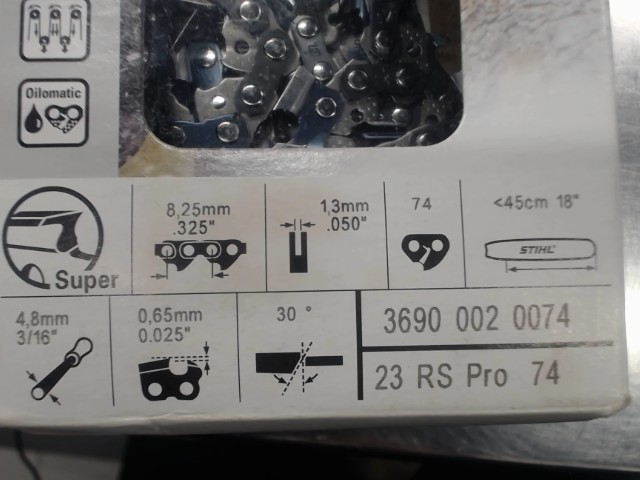 Oilomatic
8,25mm
.325"
1,3mm
.050"
74
<45cm 18"
STIHL
Super
4,8mm
3/16"
0,65mm
0.025"
30 °
3690 002 0074
23 RS Pro 74